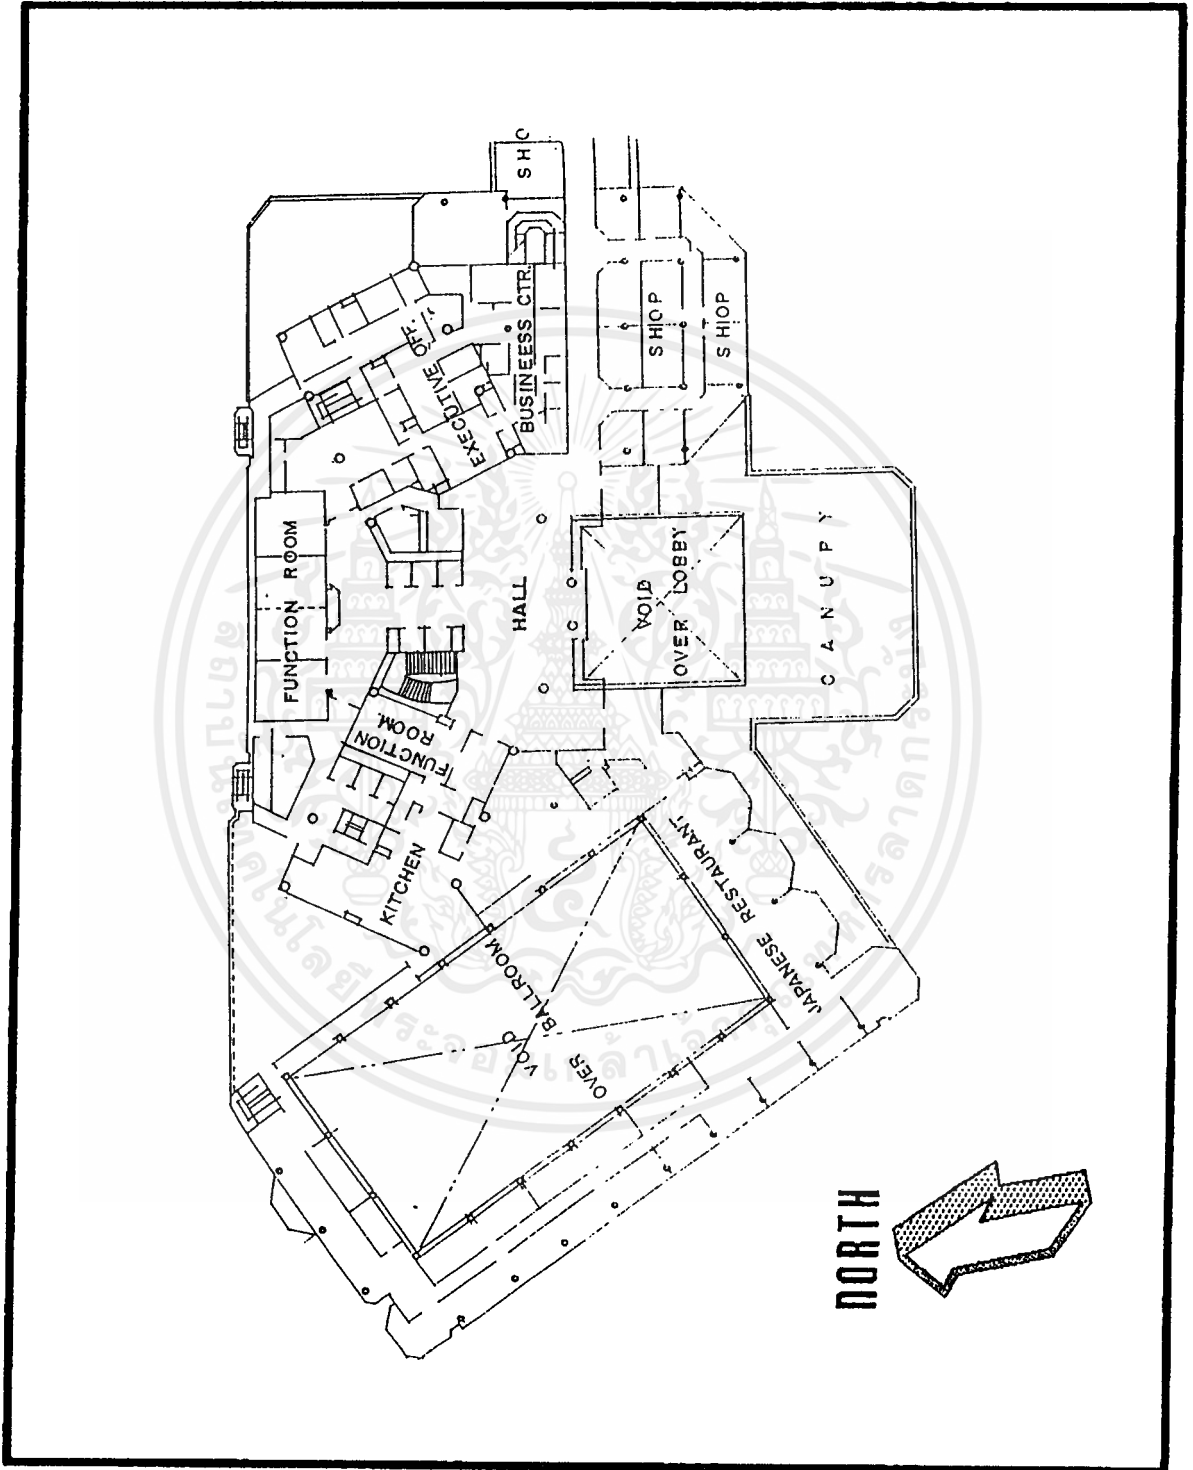 SHO
BUSINEESS CTR.
EXECUTIVE OFF.
SHOP
SHOP
FUNCTION ROOM
HALL
VOID
OVER LOBBY
CANUPY
FUNCTION
ROOM.
KITCHEN
JAPANESE RESTAURANT
VOID
OVER BALLROOM
NORTH